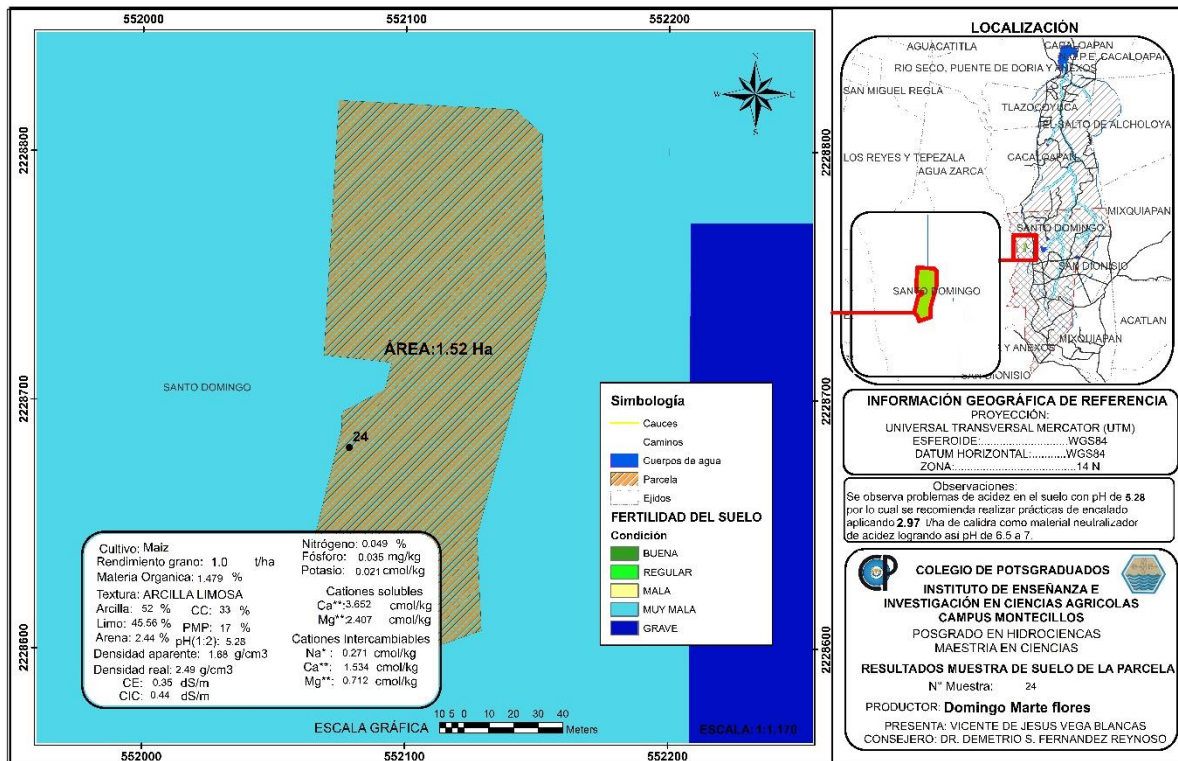 552000
552100
552200
2228800
2228700
2228600
2228800
2228700
2228600
N
W
E
S
ÁREA:1.52 Ha
SANTO DOMINGO
24
Simbología
Cauces
Caminos
Cuerpos de agua
Parcela
Ejidos
FERTILIDAD DEL SUELO
Condición
BUENA
REGULAR
MALA
MUY MALA
GRAVE
Cultivo: Maiz
Rendimiento grano: 1.0 t/ha
Materia Organica: 1.479 %
Textura: ARCILLA LIMOSA
Arcilla: 52 % CC: 33 %
Limo: 45.56 % PMP: 17 %
Arena: 2.44 % pH(1:2): 5.28
Densidad aparente: 1.88 g/cm3
Densidad real: 2.49 g/cm3
CE: 0.35 dS/m
CIC: 0.44 dS/m
Nitrógeno: 0.049 %
Fósforo: 0.035 mg/kg
Potasio: 0.021 cmol/kg
Cationes solubles
Ca**: 3.652 cmol/kg
Mg**: 2.407 cmol/kg
Cationes Intercambiables
Na* : 0.271 cmol/kg
Ca**: 1.534 cmol/kg
Mg**: 0.712 cmol/kg
ESCALA GRÁFICA
10 5 0 10 20 30 40
Meters
ESCALA: 1:1,170
552000
552100
552200
LOCALIZACIÓN
AGUACATITLA
CACALOAPAN
P.E. CACALOAPAN
RIO SECO, PUENTE DE DORIA Y ANEXOS
SAN MIGUEL REGLA
TLAZOCOYUCA
EL SALTO DE ALCHOLOYA
LOS REYES Y TEPEZALA
CACALOAPAN
AGUA ZARCA
MIXQUIAPAN
SANTO DOMINGO
SAN DIONISIO
SANTO DOMINGO
ACATLAN
MIXQUIAPAN
Y ANEXOS
SAN DIONISIO
INFORMACIÓN GEOGRÁFICA DE REFERENCIA
PROYECCIÓN:
UNIVERSAL TRANSVERSAL MERCATOR (UTM)
ESFEROIDE:..........................WGS84
DATUM HORIZONTAL:...........WGS84
ZONA:.....................................14 N
Observaciones:
Se observa problemas de acidez en el suelo con pH de 5.28
por lo cual se recomienda realizar prácticas de encalado
aplicando 2.97 t/ha de calidra como material neutralizador
de acidez logrando así pH de 6.5 a 7.
CP
COLEGIO DE POTSGRADUADOS
INSTITUTO DE ENSEÑANZA E
INVESTIGACIÓN EN CIENCIAS AGRICOLAS
CAMPUS MONTECILLOS
POSGRADO EN HIDROCIENCAS
MAESTRIA EN CIENCIAS
RESULTADOS MUESTRA DE SUELO DE LA PARCELA
N° Muestra: 24
PRODUCTOR: Domingo Marte flores
PRESENTA: VICENTE DE JESUS VEGA BLANCAS
CONSEJERO: DR. DEMETRIO S. FERNANDEZ REYNOSO